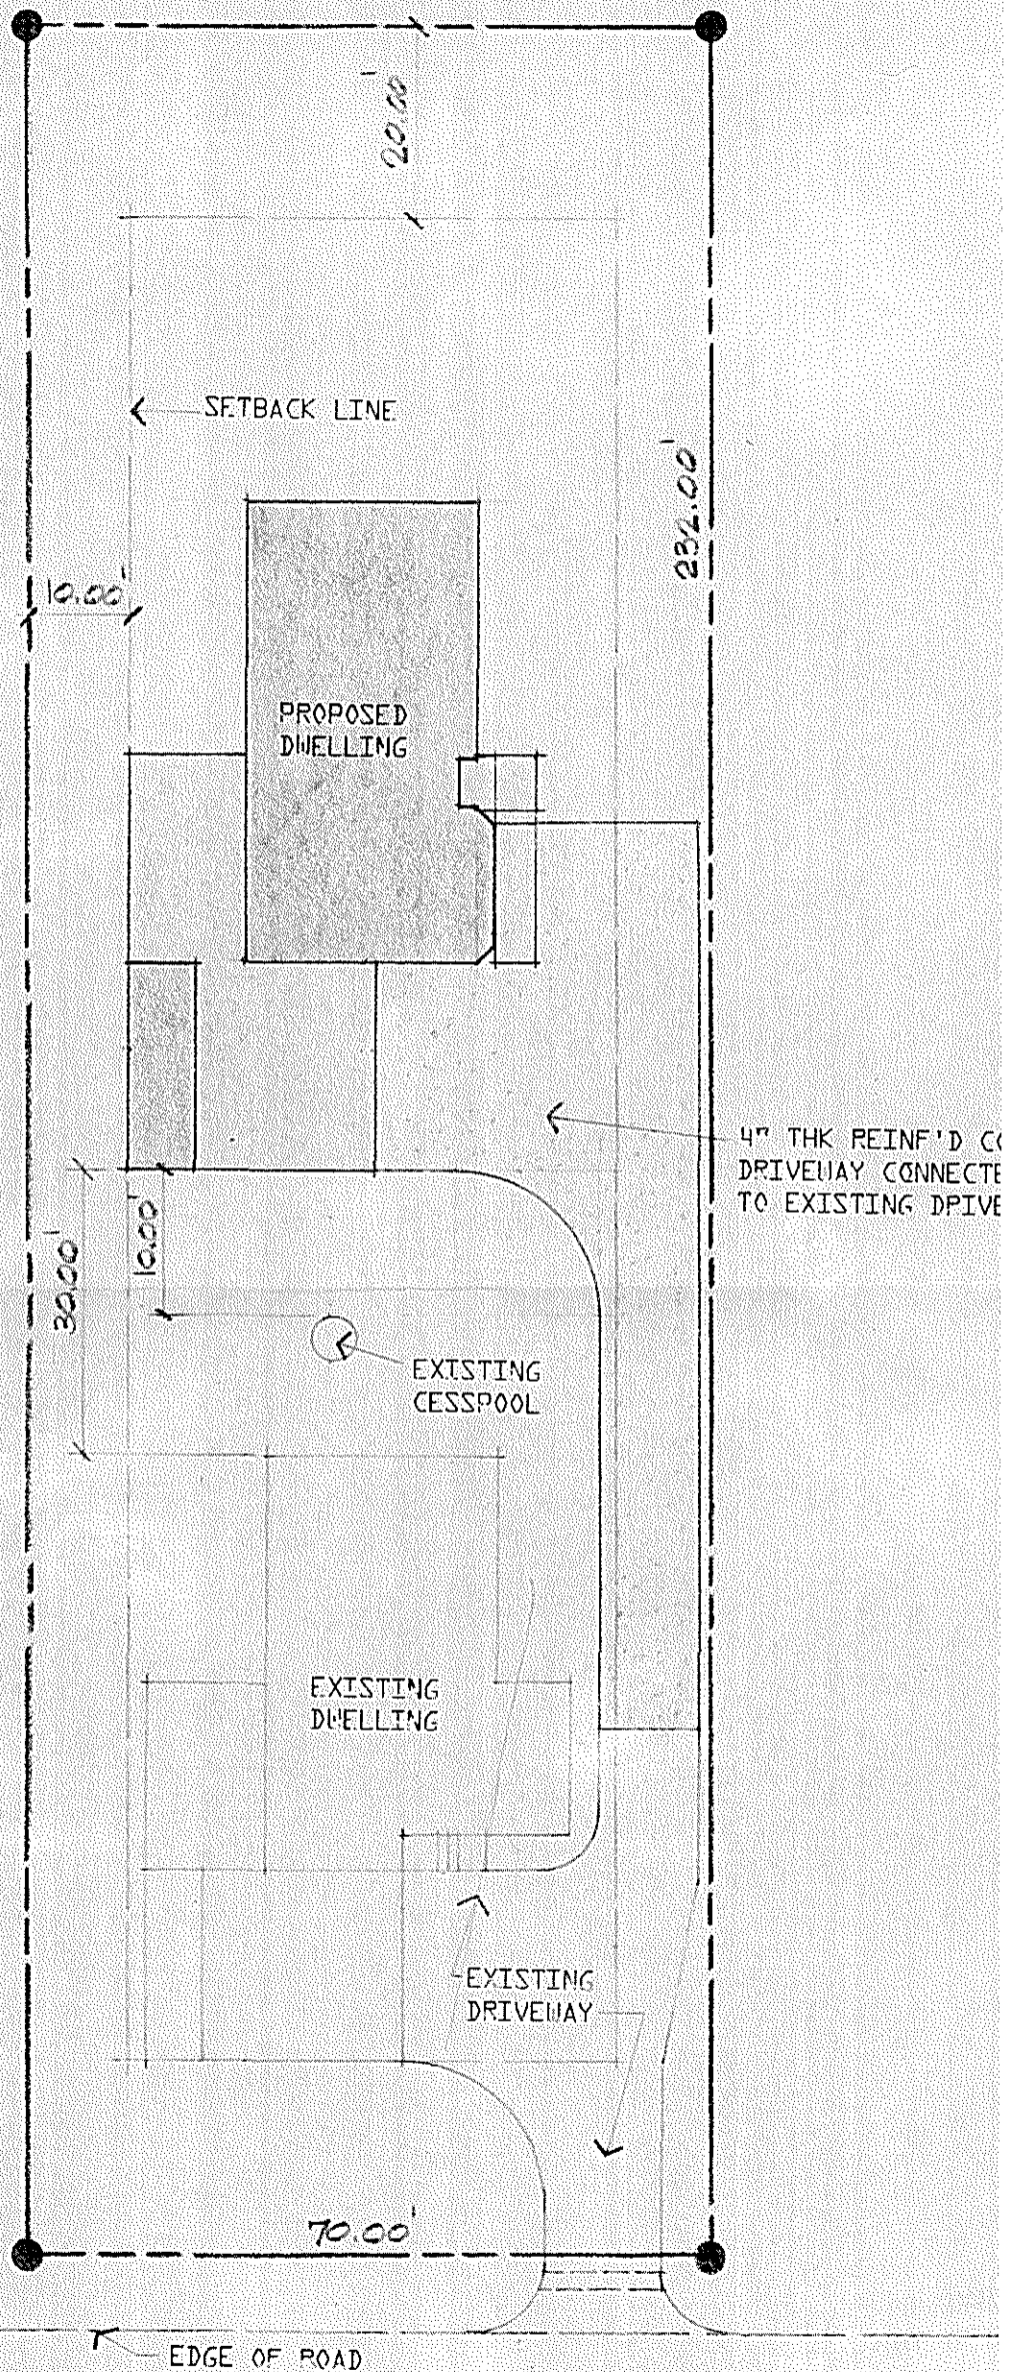 20.00'
SETBACK LINE
232.00'
10.00'
PROPOSED
DWELLING
4" THK REINF'D CO
DRIVEWAY CONNECTE
TO EXISTING DRIVE
10.00'
30.00'
EXISTING
CESSPOOL
EXISTING
DWELLING
EXISTING
DRIVEWAY
70.00'
EDGE OF ROAD